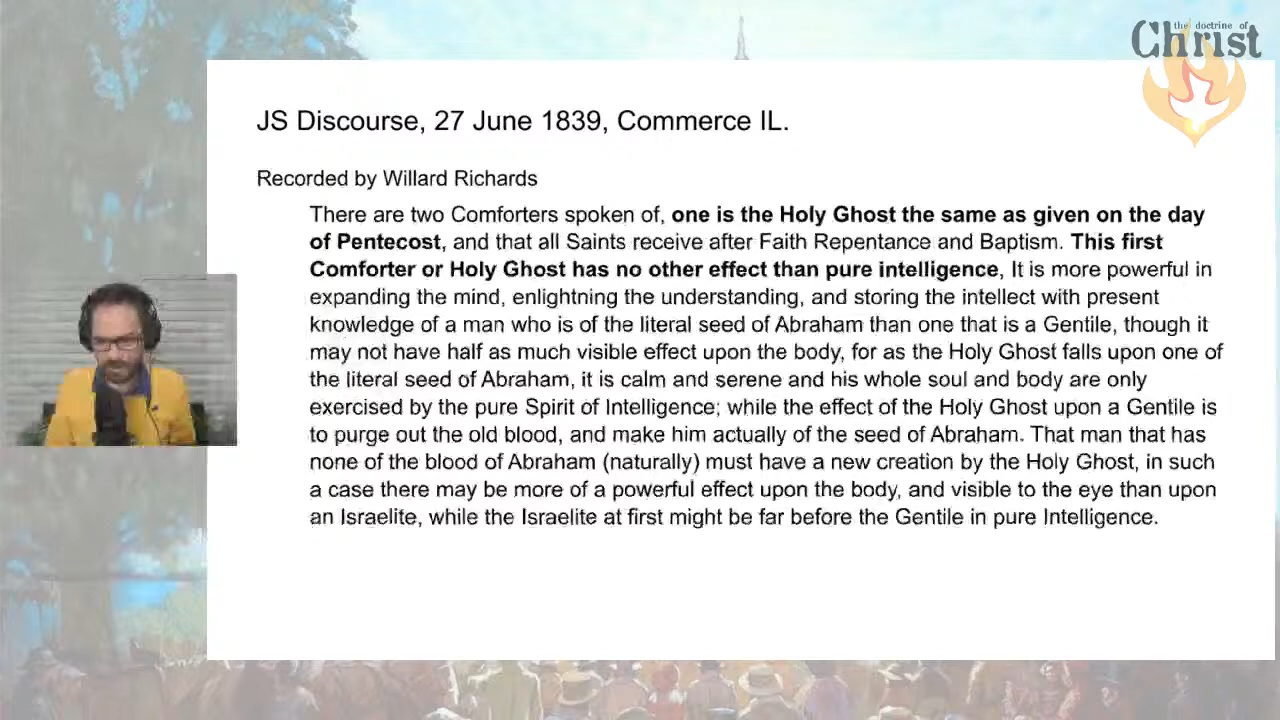 the doctrine of
Christ
JS Discourse, 27 June 1839, Commerce IL.
Recorded by Willard Richards
There are two Comforters spoken of, one is the Holy Ghost the same as given on the day
of Pentecost, and that all Saints receive after Faith Repentance and Baptism. This first
Comforter or Holy Ghost has no other effect than pure intelligence, It is more powerful in
expanding the mind, enlightning the understanding, and storing the intellect with present
knowledge of a man who is of the literal seed of Abraham than one that is a Gentile, though it
may not have half as much visible effect upon the body, for as the Holy Ghost falls upon one of
the literal seed of Abraham, it is calm and serene and his whole soul and body are only
exercised by the pure Spirit of Intelligence; while the effect of the Holy Ghost upon a Gentile is
to purge out the old blood, and make him actually of the seed of Abraham. That man that has
none of the blood of Abraham (naturally) must have a new creation by the Holy Ghost, in such
a case there may be more of a powerful effect upon the body, and visible to the eye than upon
an Israelite, while the Israelite at first might be far before the Gentile in pure Intelligence.